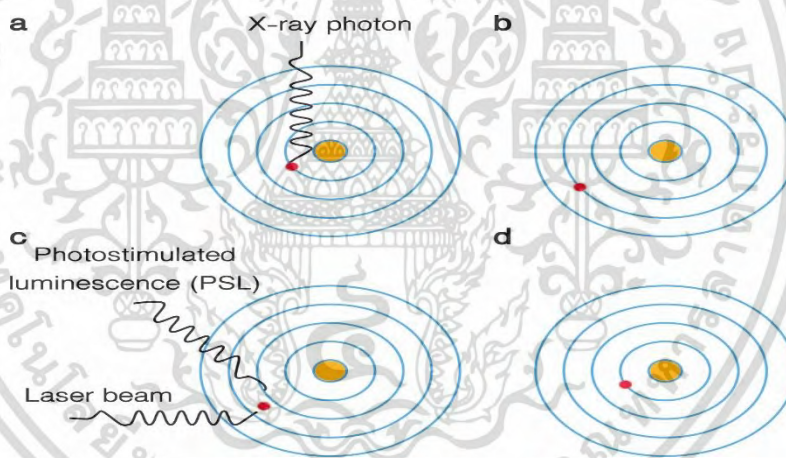 a
X-ray photon
b
c
Photostimulated
luminescence (PSL)
d
Laser beam